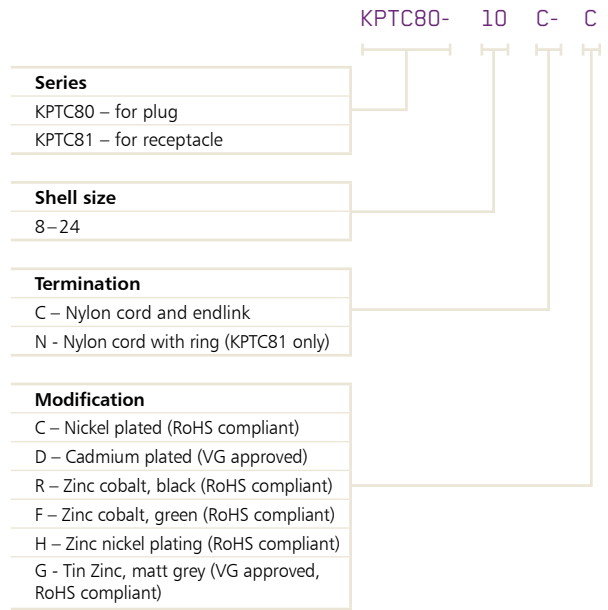 KPTC80- 10 C- C
Series
KPTC80 – for plug
KPTC81 – for receptacle
Shell size
8–24
Termination
C – Nylon cord and endlink
N - Nylon cord with ring (KPTC81 only)
Modification
C – Nickel plated (RoHS compliant)
D – Cadmium plated (VG approved)
R – Zinc cobalt, black (RoHS compliant)
F – Zinc cobalt, green (RoHS compliant)
H – Zinc nickel plating (RoHS compliant)
G - Tin Zinc, matt grey (VG approved,
RoHS compliant)